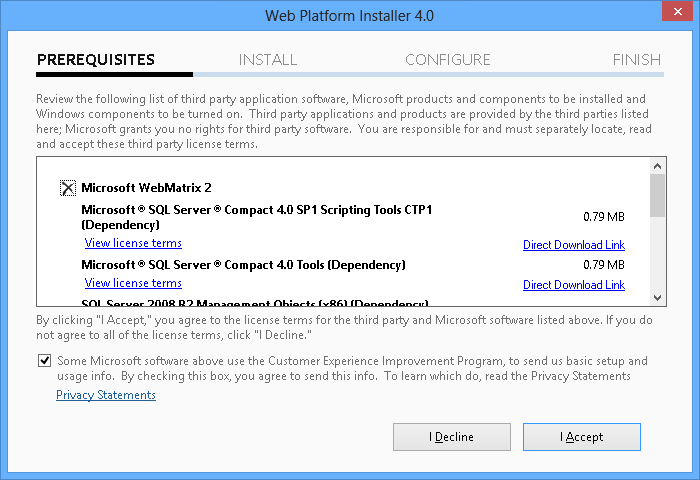 Web Platform Installer 4.0
PREREQUISITES
INSTALL
CONFIGURE
FINISH
Review the following list of third party application software, Microsoft products and components to be installed and
Windows components to be turned on.  Third party applications and products are provided by the third parties listed
here; Microsoft grants you no rights for third party software.  You are responsible for and must separately locate, read
and accept these third party license terms.
Microsoft WebMatrix 2
Microsoft ® SQL Server ® Compact 4.0 SP1 Scripting Tools CTP1
(Dependency)
0.79 MB
View license terms
Direct Download Link
Microsoft ® SQL Server ® Compact 4.0 Tools (Dependency)
0.79 MB
View license terms
Direct Download Link
SQL Server 2008 R2 Management Objects (x86) (Dependency)
By clicking "I Accept," you agree to the license terms for the third party and Microsoft software listed above. If you do
not agree to all of the license terms, click "I Decline."
Some Microsoft software above use the Customer Experience Improvement Program, to send us basic setup and
usage info.  By checking this box, you agree to send this info.  To learn which do, read the Privacy Statements
Privacy Statements
I Decline
I Accept